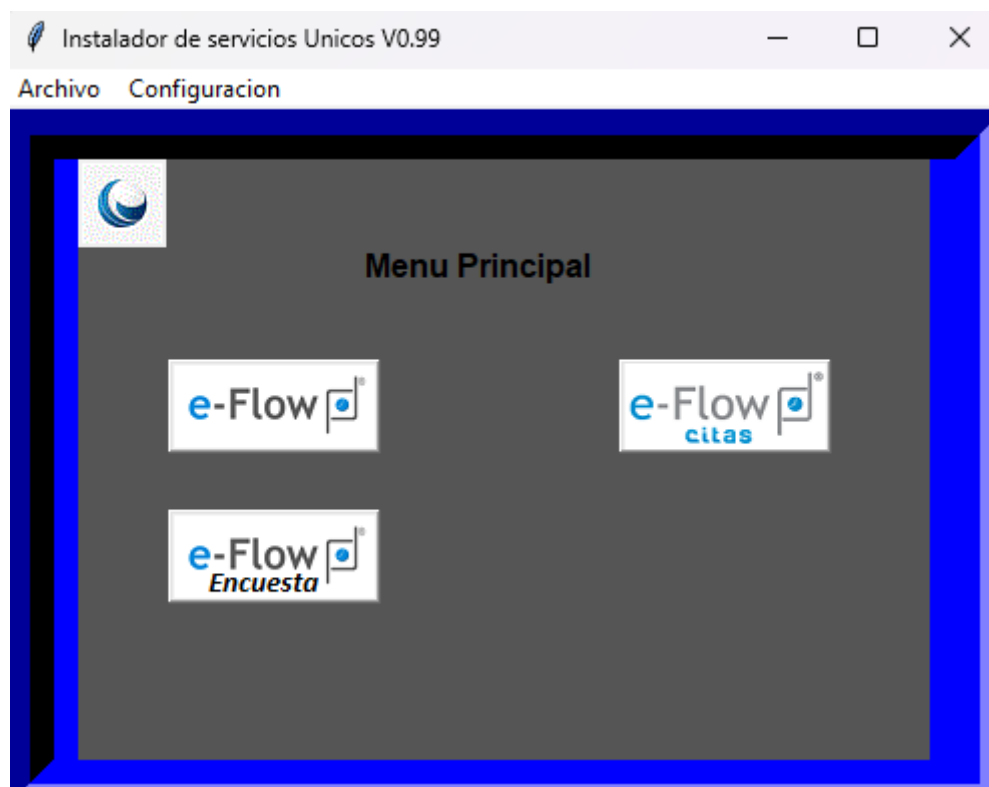 Instalador de servicios Unicos V0.99
Archivo Configuracion
Menu Principal
e-Flow ®
e-Flow ®
citas
e-Flow ®
Encuesta